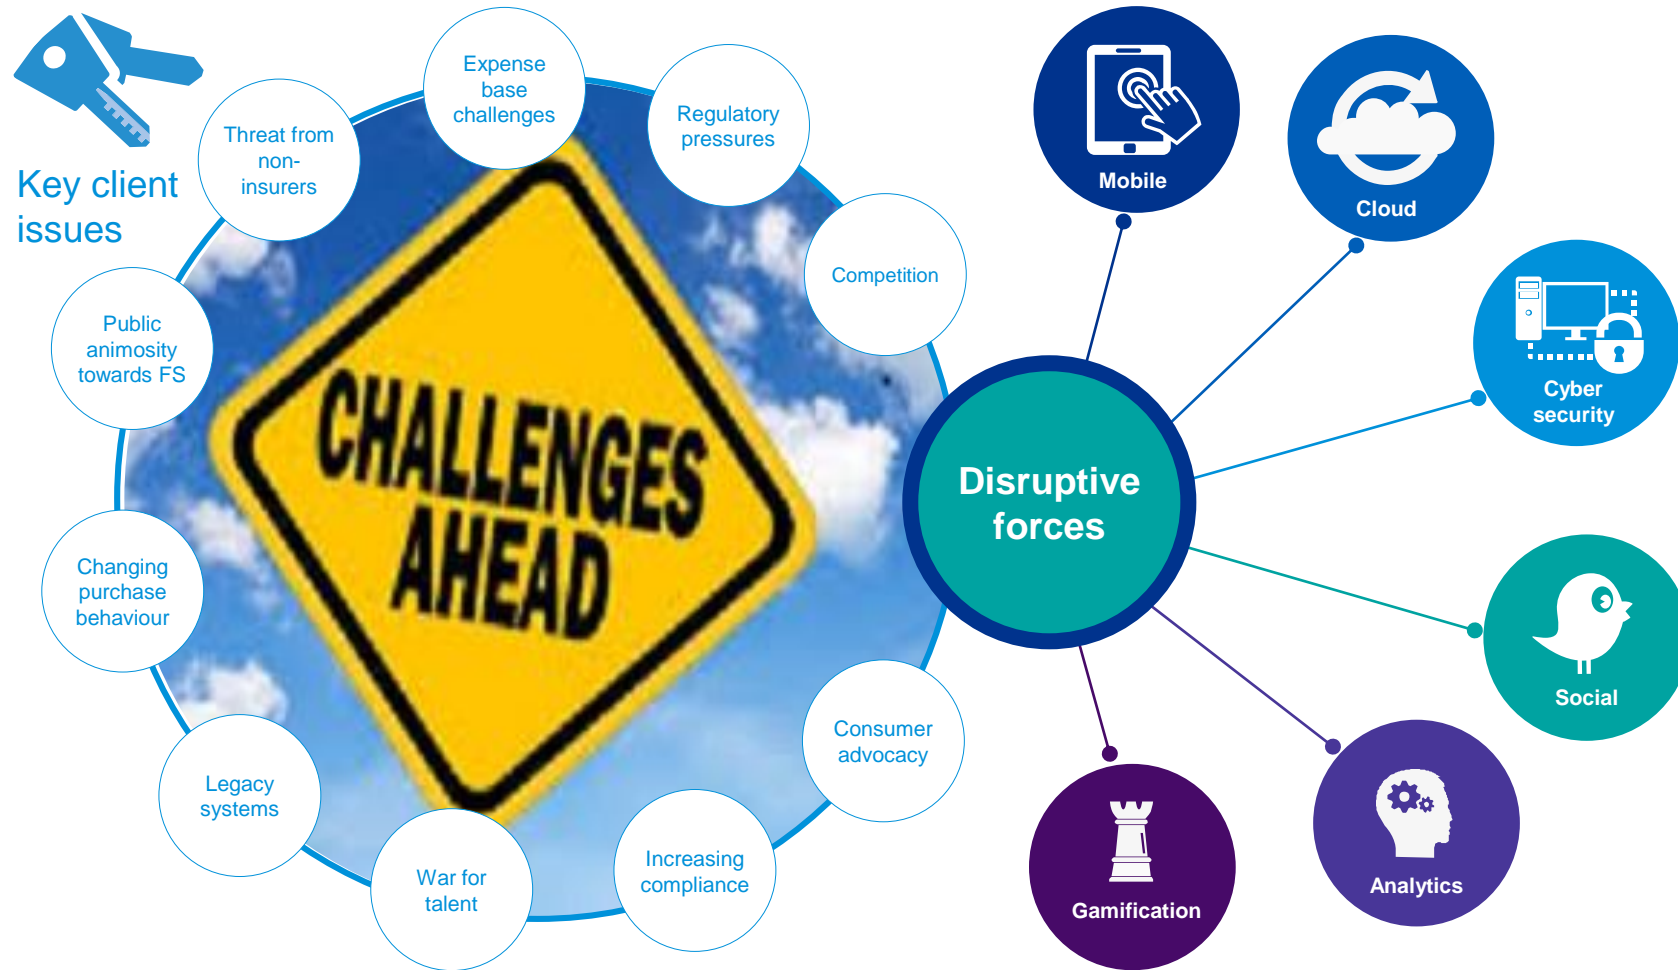 Key client
issues
Expense
base
challenges
Regulatory
pressures
Threat from
non-
insurers
Competition
Public
animosity
towards FS
Changing
purchase
behaviour
Legacy
systems
War for
talent
Increasing
compliance
Consumer
advocacy
CHALLENGES
AHEAD
Disruptive
forces
Mobile
Cloud
Cyber
security
Social
Analytics
Gamification